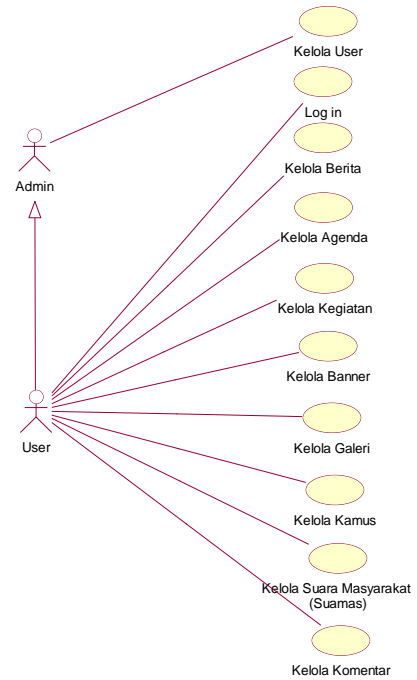 Kelola User
Log in
Admin
Kelola Berita
Kelola Agenda
Kelola Kegiatan
Kelola Banner
User
Kelola Galeri
Kelola Kamus
Kelola Suara Masyarakat
(Suamas)
Kelola Komentar